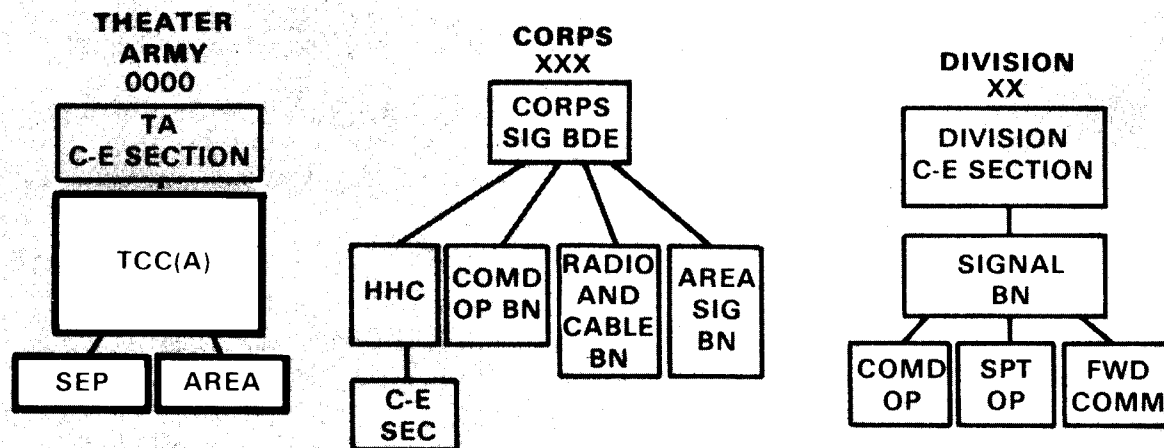 THEATER
ARMY
0000
TA
C-E SECTION
TCC(A)
SEP
AREA
CORPS
XXX
CORPS
SIG BDE
HHC
COMD
OP BN
RADIO
AND
CABLE
BN
AREA
SIG
BN
C-E
SEC
DIVISION
XX
DIVISION
C-E SECTION
SIGNAL
BN
COMD
OP
SPT
OP
FWD
COMM